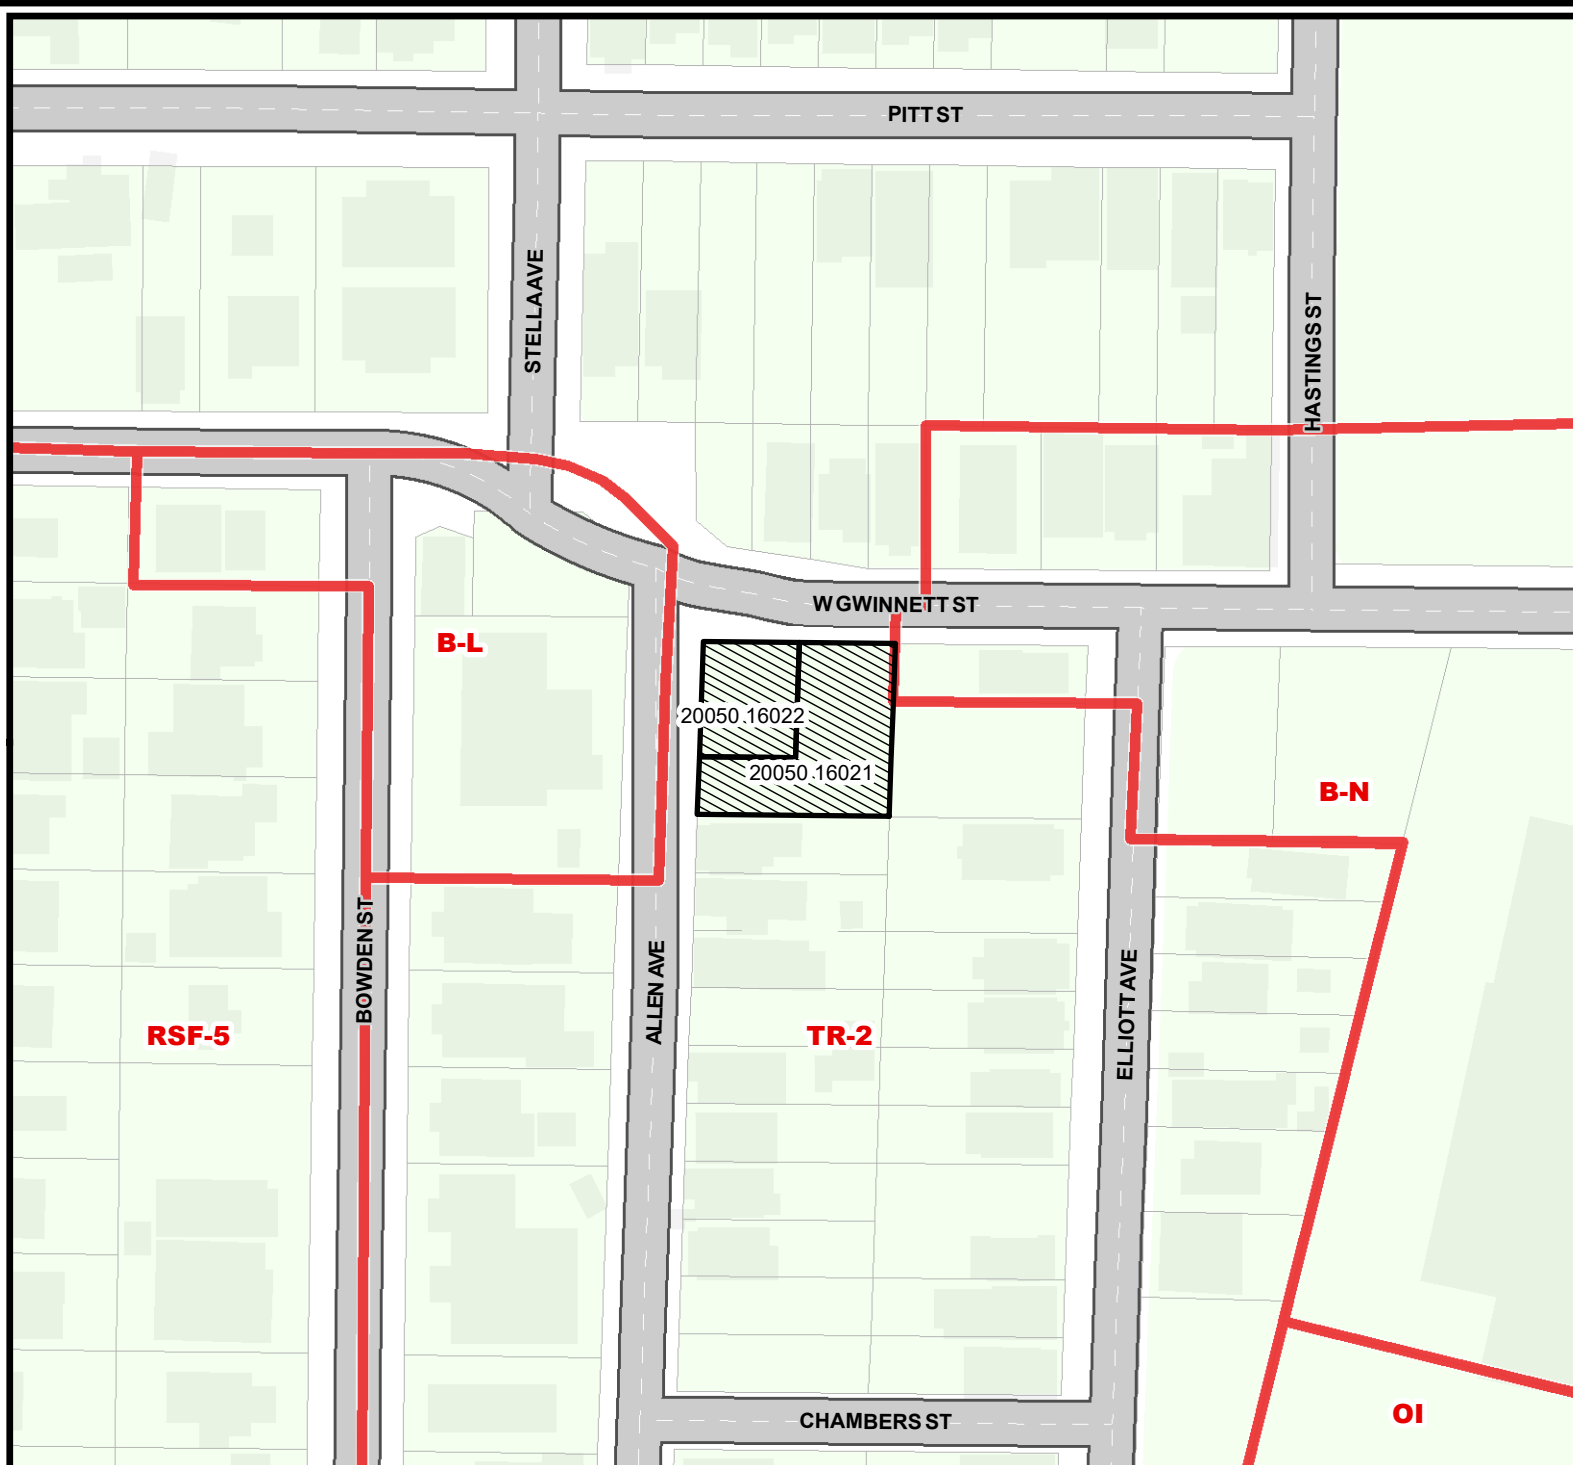 PITT ST
STELLA AVE
HASTINGS ST
W GWINNETT ST
B-L
20050 16022
20050 16021
B-N
BOWDEN ST
ALLEN AVE
ELLIOTT AVE
RSF-5
TR-2
CHAMBERS ST
OI